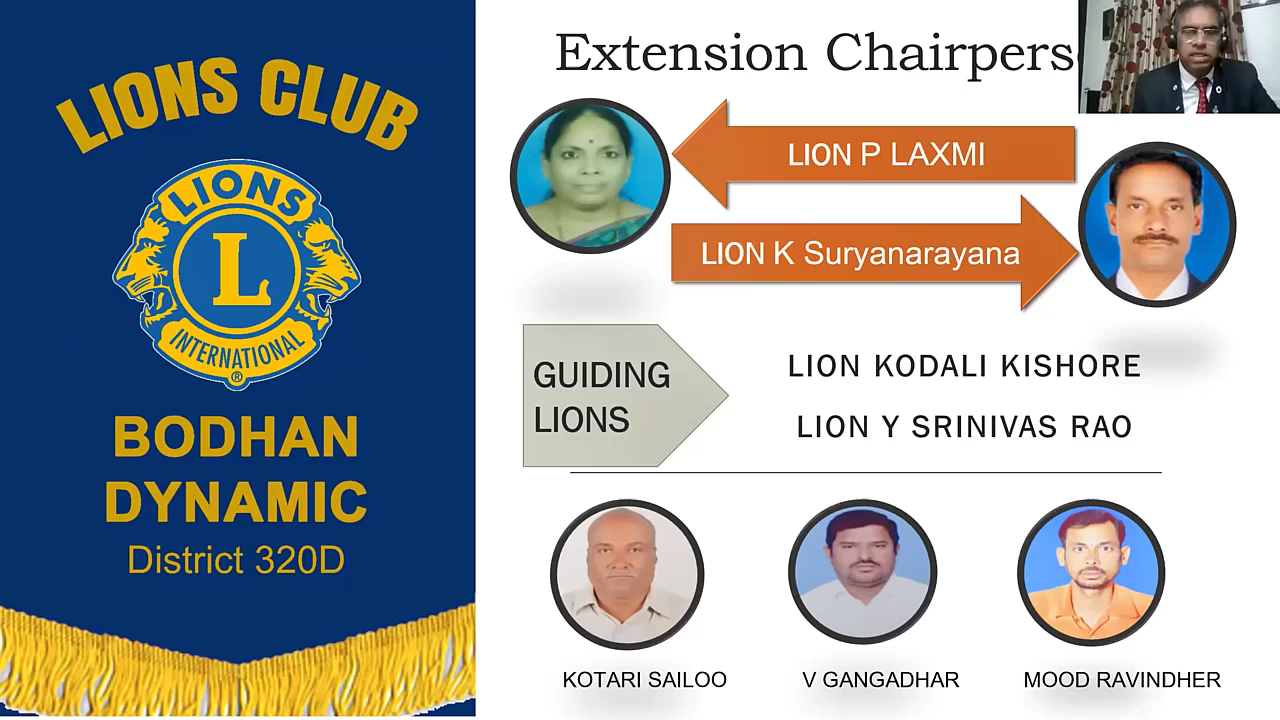 LIONS CLUB
LIONS
L
INTERNATIONAL
®
BODHAN
DYNAMIC
District 320D
Extension Chairpers
LION P LAXMI
LION K Suryanarayana
GUIDING
LIONS
LION KODALI KISHORE
LION Y SRINIVAS RAO
KOTARI SAILOO
V GANGADHAR
MOOD RAVINDHER